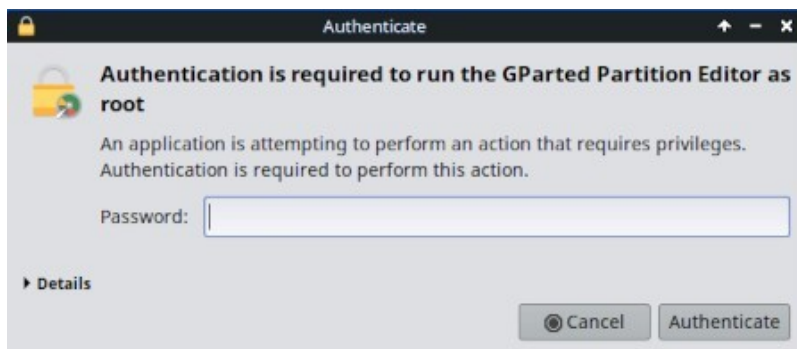 Authenticate
Authentication is required to run the GParted Partition Editor as
root
An application is attempting to perform an action that requires privileges.
Authentication is required to perform this action.
Password:
Details
Cancel Authenticate